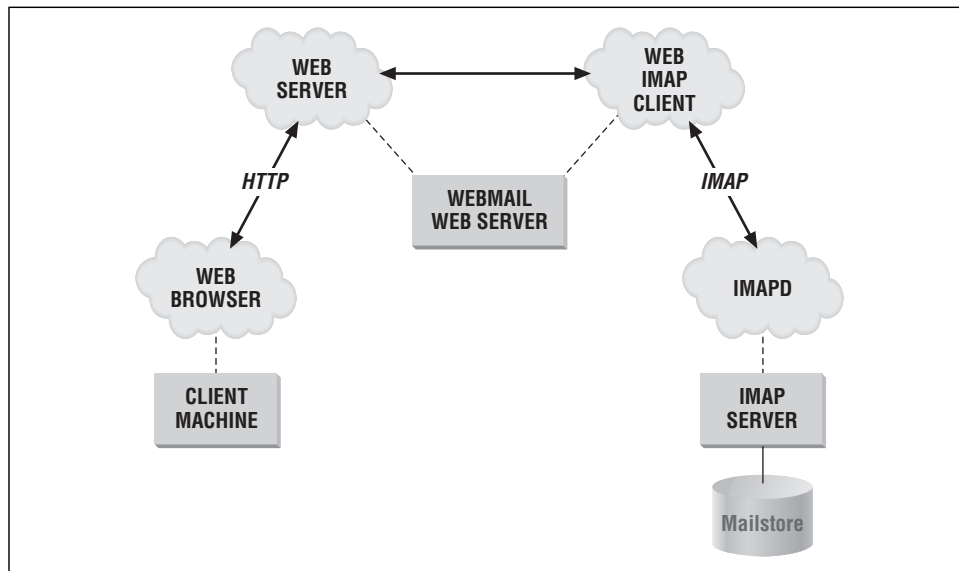 WEB
SERVER
WEB
IMAP
CLIENT
HTTP
IMAP
WEBMAIL
WEB SERVER
WEB
BROWSER
IMAPD
CLIENT
MACHINE
IMAP
SERVER
Mailstore